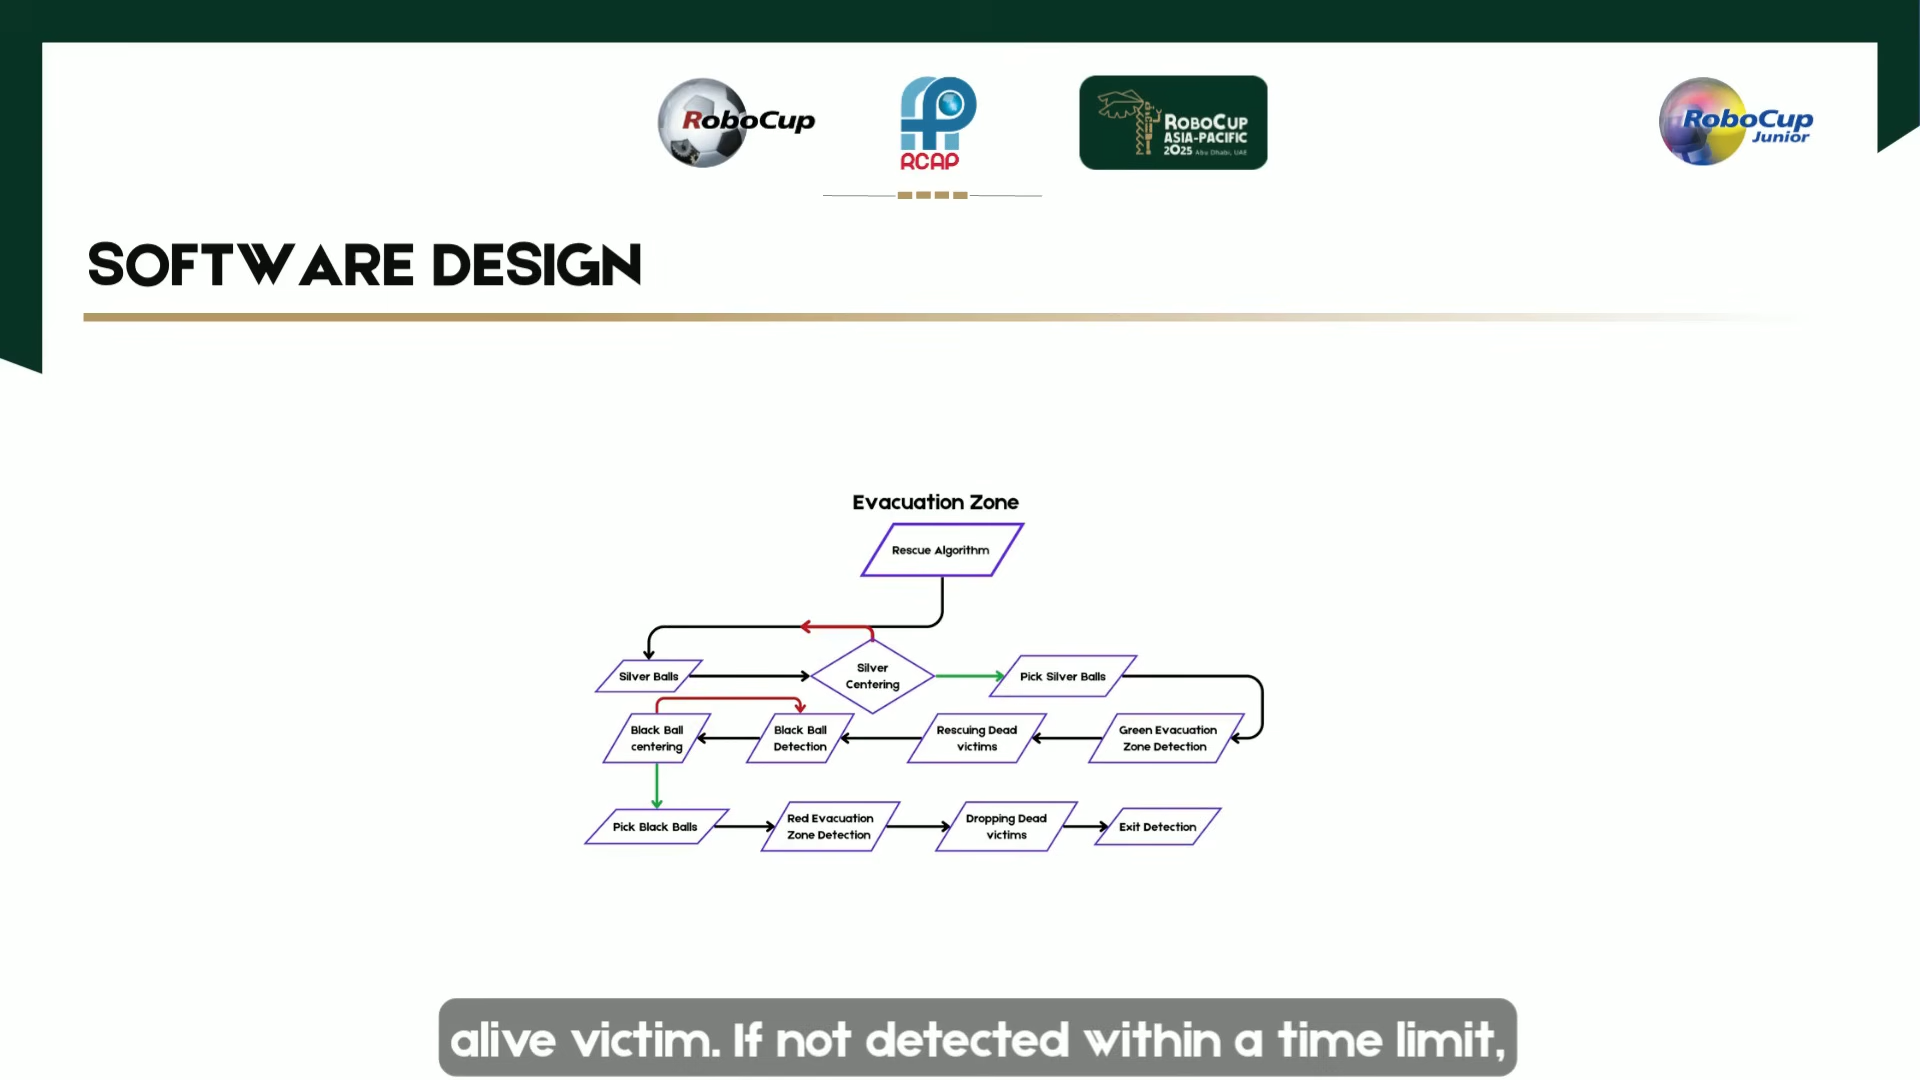 RoboCup
RCAP
RoboCup
Asia-Pacific
2025 Abu Dhabi, UAE
RoboCup
Junior
SOFTWARE DESIGN
Evacuation Zone
Rescue Algorithm
Silver Balls
Silver
Centering
Pick Silver Balls
Black Ball
centering
Black Ball
Detection
Rescuing Dead
victims
Green Evacuation
Zone Detection
Pick Black Balls
Red Evacuation
Zone Detection
Dropping Dead
victims
Exit Detection
alive victim. If not detected within a time limit,